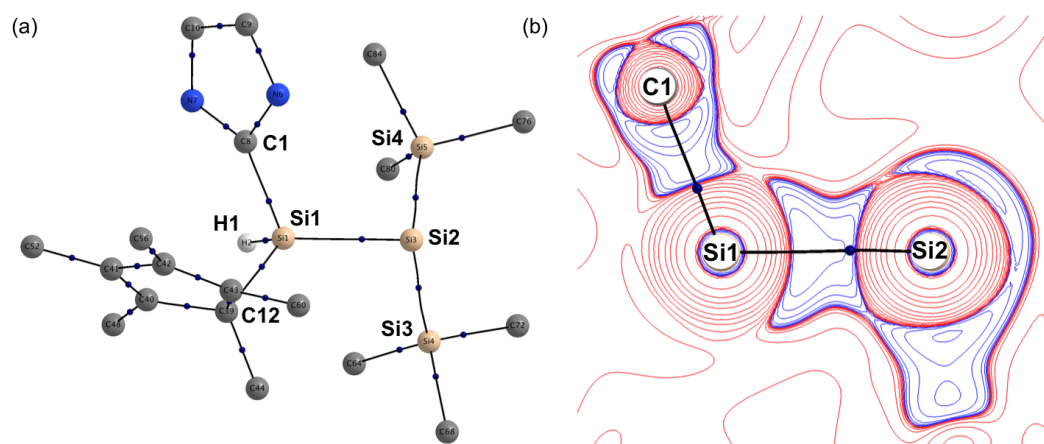 (a)
C10
C9
N7
N6
C8
C1
C84
C76
Si4
Si5
C80
H1
H2
Si1
Si1
Si3
Si2
C52
C56
C41
C42
C43
C60
C40
C39
C12
C48
C44
Si3
Si4
C72
C64
C68
(b)
C1
Si1
Si2